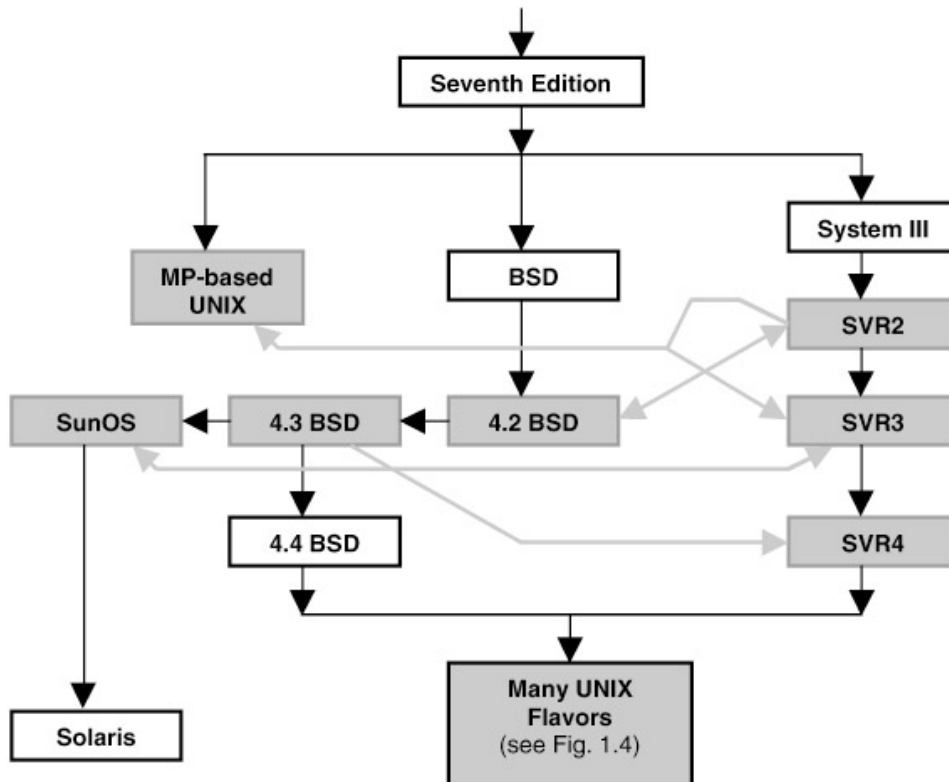 Seventh Edition
System III
MP-based
UNIX
BSD
SVR2
SunOS
4.3 BSD
4.2 BSD
SVR3
4.4 BSD
SVR4
Many UNIX
Flavors
(see Fig. 1.4)
Solaris